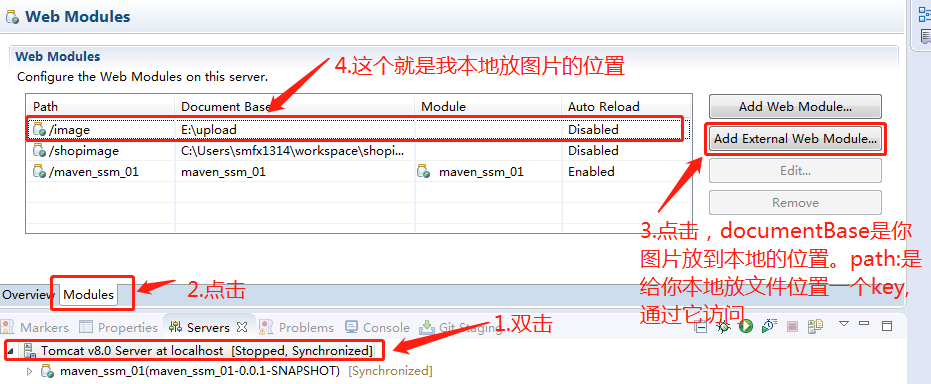 Web Modules
Web Modules
Configure the Web Modules on this server.
4.这个就是我本地放图片的位置
Path Document Base Module Auto Reload
/image E:\upload Disabled
/shopimage C:\Users\smfx1314\workspace\shopi... Disabled
/maven_ssm_01 maven_ssm_01 maven_ssm_01 Enabled
Add Web Module...
Add External Web Module...
Edit...
Remove
3.点击，documentBase是你
图片放到本地的位置。path:是
给你本地放文件位置一个key,
通过它访问
Overview Modules
2.点击
Markers Properties Servers Problems Console Git Staging
1.双击
Tomcat v8.0 Server at localhost [Stopped, Synchronized]
maven_ssm_01(maven_ssm_01-0.0.1-SNAPSHOT) [Synchronized]